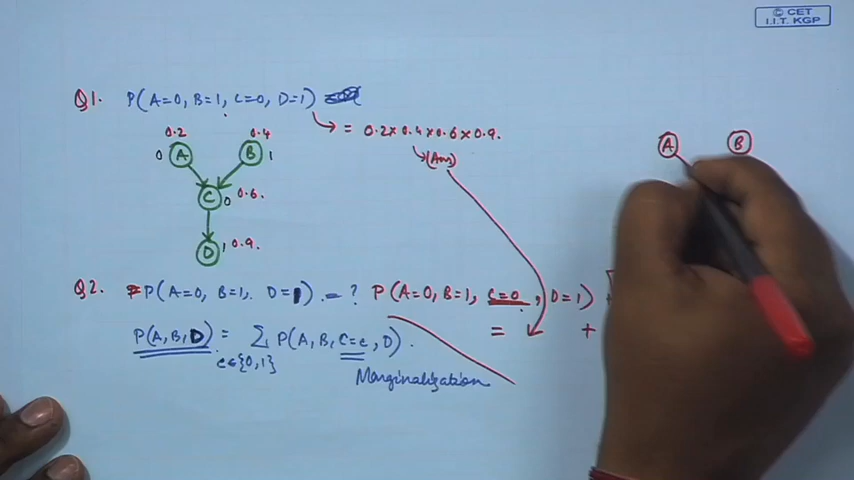 © CET
I.I.T. KGP
Q1. P(A=0, B=1, C=0, D=1)
= 0.2×0.4×0.6×0.9.
(Ans)
0.2 0.4
0 A B 1
A B
C 0 0.6.
D 1 0.9.
Q2. P(A=0, B=1, D=1) = ? P(A=0, B=1, C=0, D=1) +
= +
P(A,B,D) = ∑ P(A,B,C=c,D).
c∈{0,1}
Marginalization